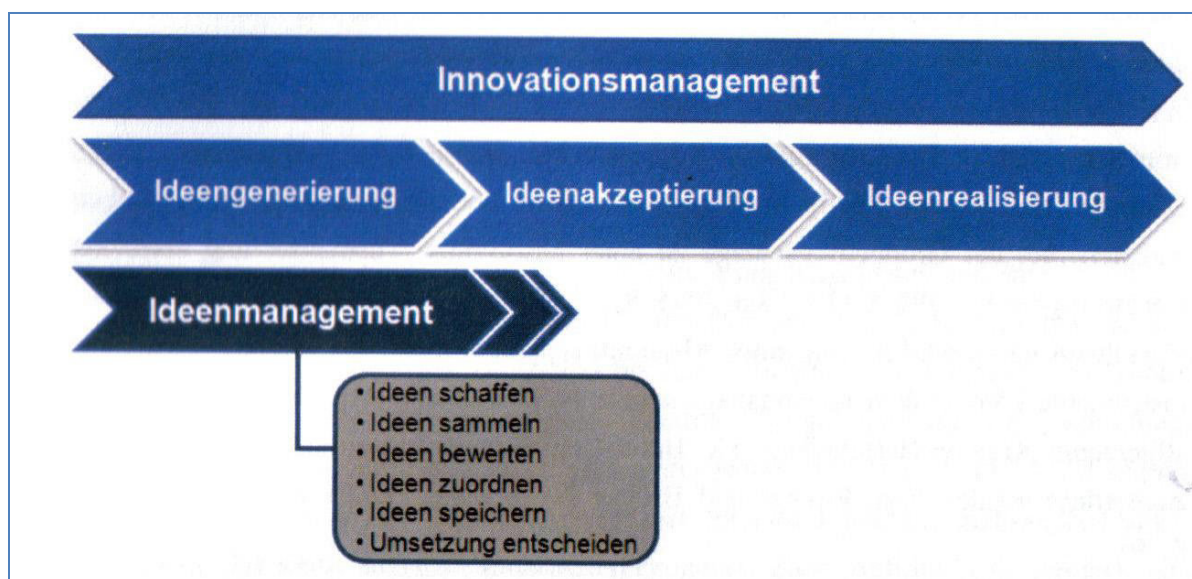 Innovationsmanagement
Ideengenerierung
Ideenakzeptierung
Ideenrealisierung
Ideenmanagement
• Ideen schaffen
• Ideen sammeln
• Ideen bewerten
• Ideen zuordnen
• Ideen speichern
• Umsetzung entscheiden